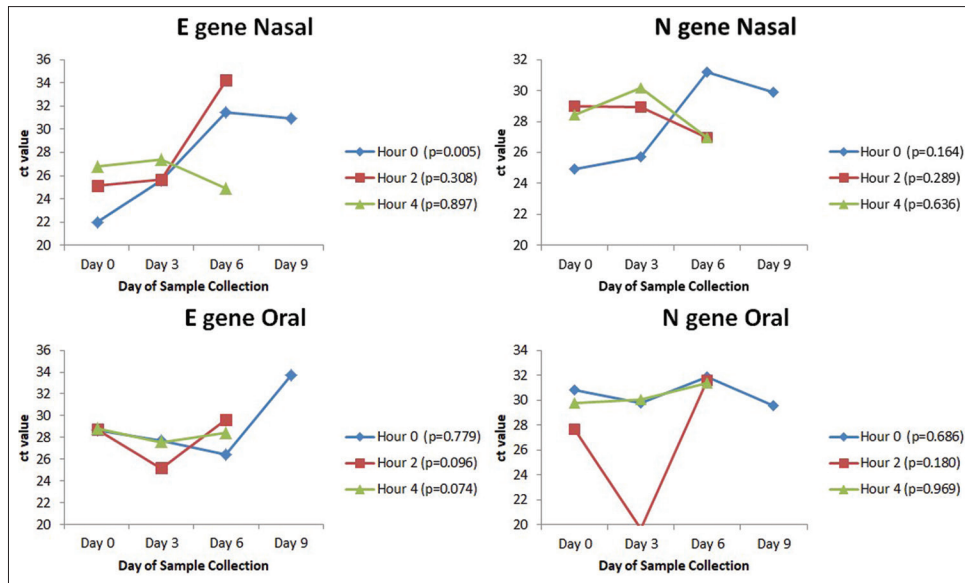 E gene Nasal
36
34
32
30
28
26
24
22
20
ct value
Day 0 Day 3 Day 6 Day 9
Day of Sample Collection
Hour 0 (p=0.005)
Hour 2 (p=0.308)
Hour 4 (p=0.897)
N gene Nasal
32
30
28
26
24
22
20
ct value
Day 0 Day 3 Day 6 Day 9
Day of Sample Collection
Hour 0 (p=0.164)
Hour 2 (p=0.289)
Hour 4 (p=0.636)
E gene Oral
36
34
32
30
28
26
24
22
20
ct value
Day 0 Day 3 Day 6 Day 9
Day of Sample Collection
Hour 0 (p=0.779)
Hour 2 (p=0.096)
Hour 4 (p=0.074)
N gene Oral
34
32
30
28
26
24
22
20
ct value
Day 0 Day 3 Day 6 Day 9
Day of Sample Collection
Hour 0 (p=0.686)
Hour 2 (p=0.180)
Hour 4 (p=0.969)